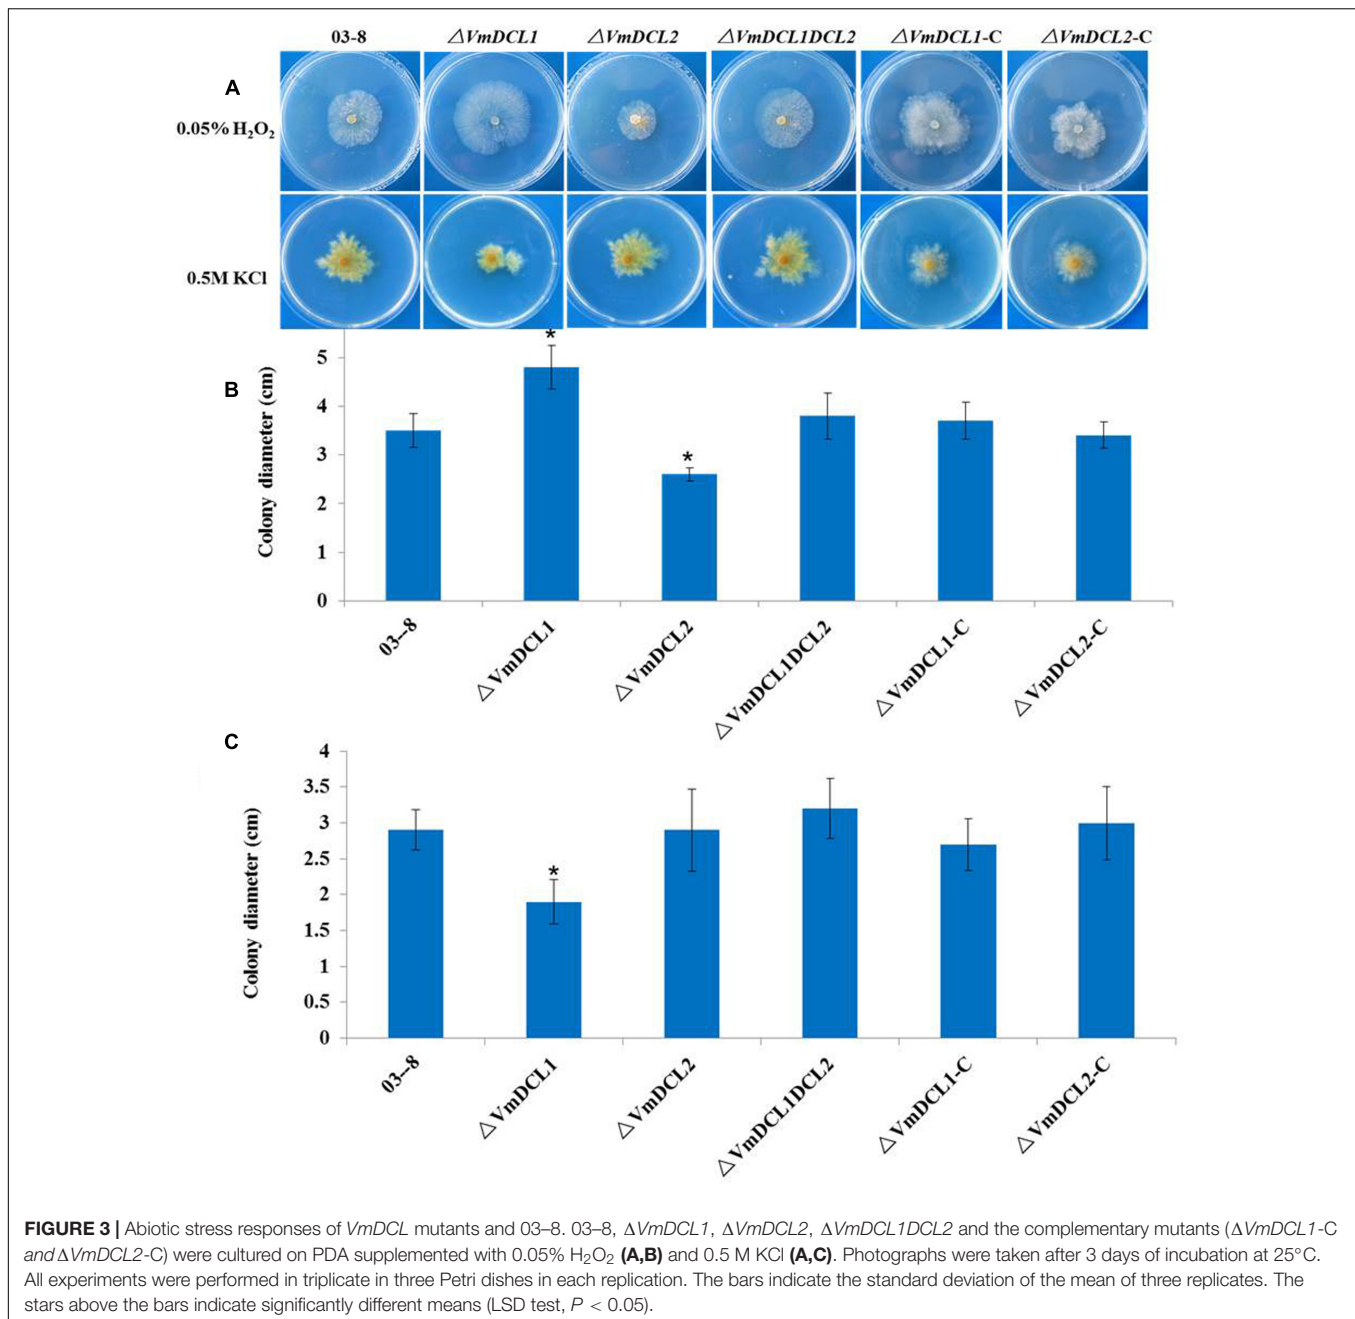 03-8 △VmDCL1 △VmDCL2 △VmDCL1DCL2 △VmDCL1-C △VmDCL2-C
A
0.05% H₂O₂
0.5M KCl
B
Colony diameter (cm)
5
4
3
2
1
0
*
*
03--8
△VmDCL1
△VmDCL2
△VmDCL1DCL2
△VmDCL1-C
△VmDCL2-C
C
Colony diameter (cm)
4
3.5
3
2.5
2
1.5
1
0.5
0
*
03--8
△VmDCL1
△VmDCL2
△VmDCL1DCL2
△VmDCL1-C
△VmDCL2-C
FIGURE 3 | Abiotic stress responses of VmDCL mutants and 03–8. 03–8, ΔVmDCL1, ΔVmDCL2, ΔVmDCL1DCL2 and the complementary mutants (ΔVmDCL1-C
and ΔVmDCL2-C) were cultured on PDA supplemented with 0.05% H₂O₂ (A,B) and 0.5 M KCl (A,C). Photographs were taken after 3 days of incubation at 25°C.
All experiments were performed in triplicate in three Petri dishes in each replication. The bars indicate the standard deviation of the mean of three replicates. The
stars above the bars indicate significantly different means (LSD test, P < 0.05).